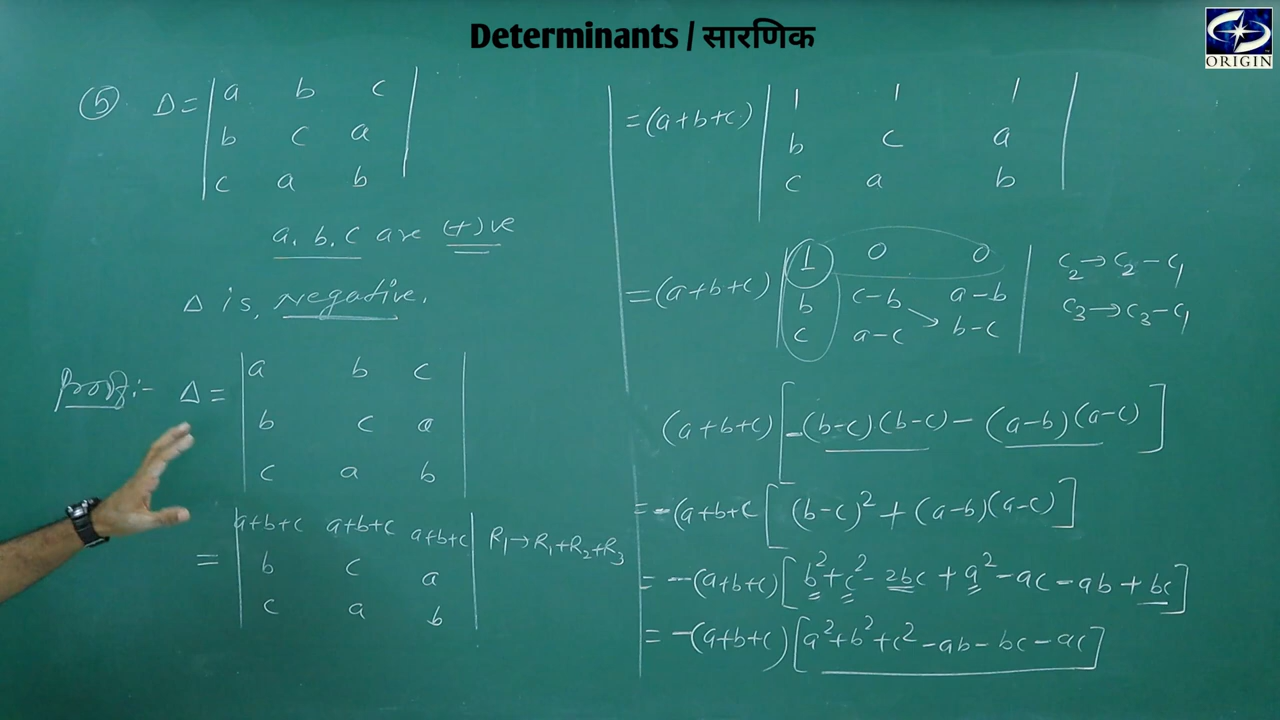 Determinants / सारणिक
ORIGIN
⑤ Δ = | a b c |
| b c a |
| c a b |
a, b, c are (+)ve
Δ is, negative.
Proof:- Δ = | a b c |
| b c a |
| c a b |
= | a+b+c a+b+c a+b+c | R₁→R₁+R₂+R₃
| b c a |
| c a b |
= (a+b+c) | 1 1 1 |
| b c a |
| c a b |
= (a+b+c) | 1 0 0 | C₂→C₂-C₁
| b c-b a-b | C₃→C₃-C₁
| c a-c b-c |
(a+b+c) [-(b-c)(b-c) - (a-b)(a-c)]
= -(a+b+c [(b-c)² + (a-b)(a-c)]
= -(a+b+c) [b²+c²-2bc+a²-ac-ab+bc]
= -(a+b+c) [a²+b²+c²-ab-bc-ac]